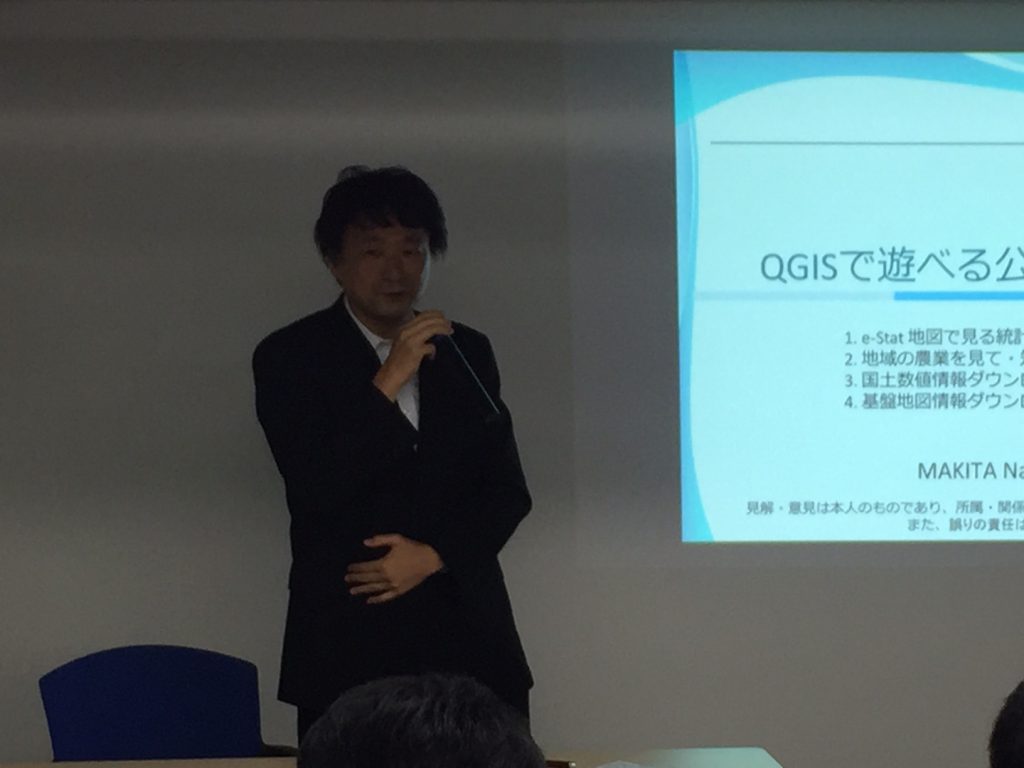 QGISで遊べる公
1. e-Stat 地図で見る統計
2. 地域の農業を見て・
3. 国土数値情報ダウンロ
4. 基盤地図情報ダウンロ
MAKITA Na
見解・意見は本人のものであり、所属・関係
また、誤りの責任は